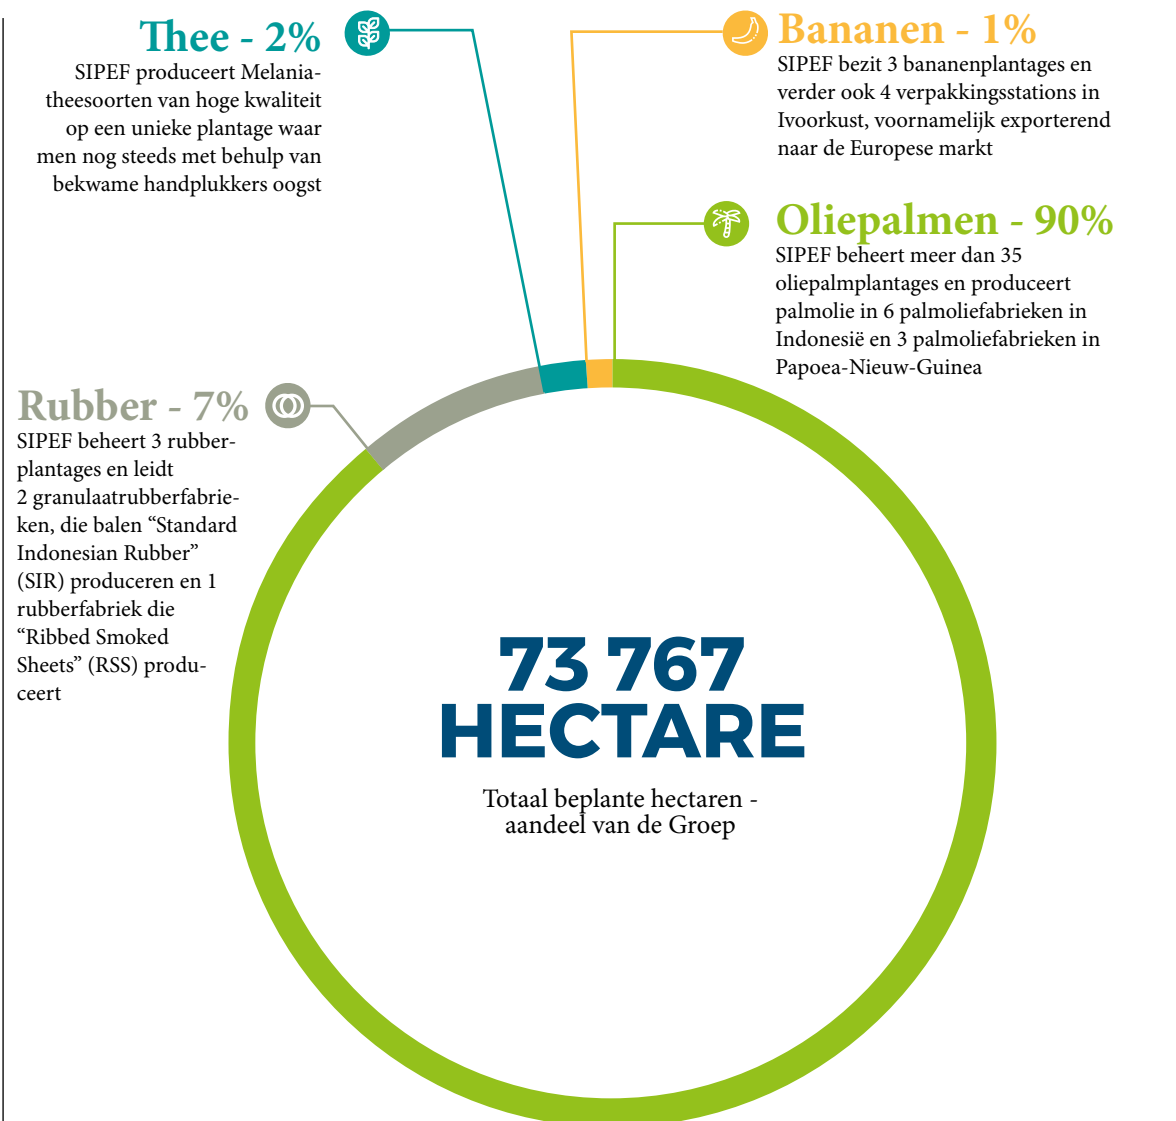 Thee - 2%
SIPEF produceert Melania-
theesoorten van hoge kwaliteit
op een unieke plantage waar
men nog steeds met behulp van
bekwame handplukkers oogst
Bananen - 1%
SIPEF bezit 3 bananenplantages en
verder ook 4 verpakkingsstations in
Ivoorkust, voornamelijk exporterend
naar de Europese markt
Oliepalmen - 90%
SIPEF beheert meer dan 35
oliepalmplantages en produceert
palmolie in 6 palmoliefabrieken in
Indonesië en 3 palmoliefabrieken in
Papoea-Nieuw-Guinea
Rubber - 7%
SIPEF beheert 3 rubber-
plantages en leidt
2 granulaatrubberfabrie-
ken, die balen “Standard
Indonesian Rubber”
(SIR) produceren en 1
rubberfabriek die
“Ribbed Smoked
Sheets” (RSS) produ-
ceert
73 767
HECTARE
Totaal beplante hectaren -
aandeel van de Groep